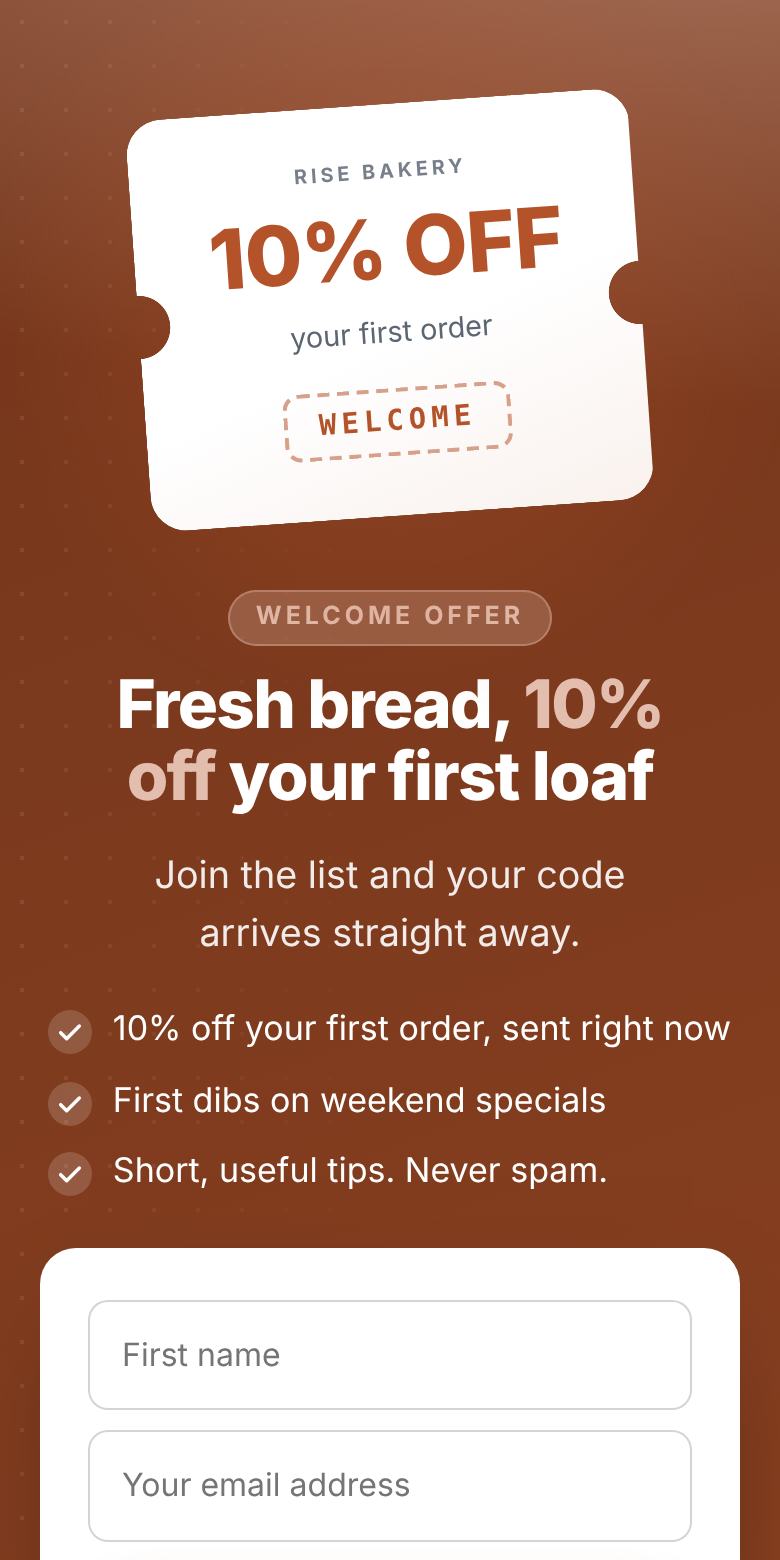 RISE BAKERY
10% OFF
your first order
WELCOME
WELCOME OFFER
Fresh bread, 10%
off your first loaf
Join the list and your code
arrives straight away.
10% off your first order, sent right now
First dibs on weekend specials
Short, useful tips. Never spam.
First name
Your email address